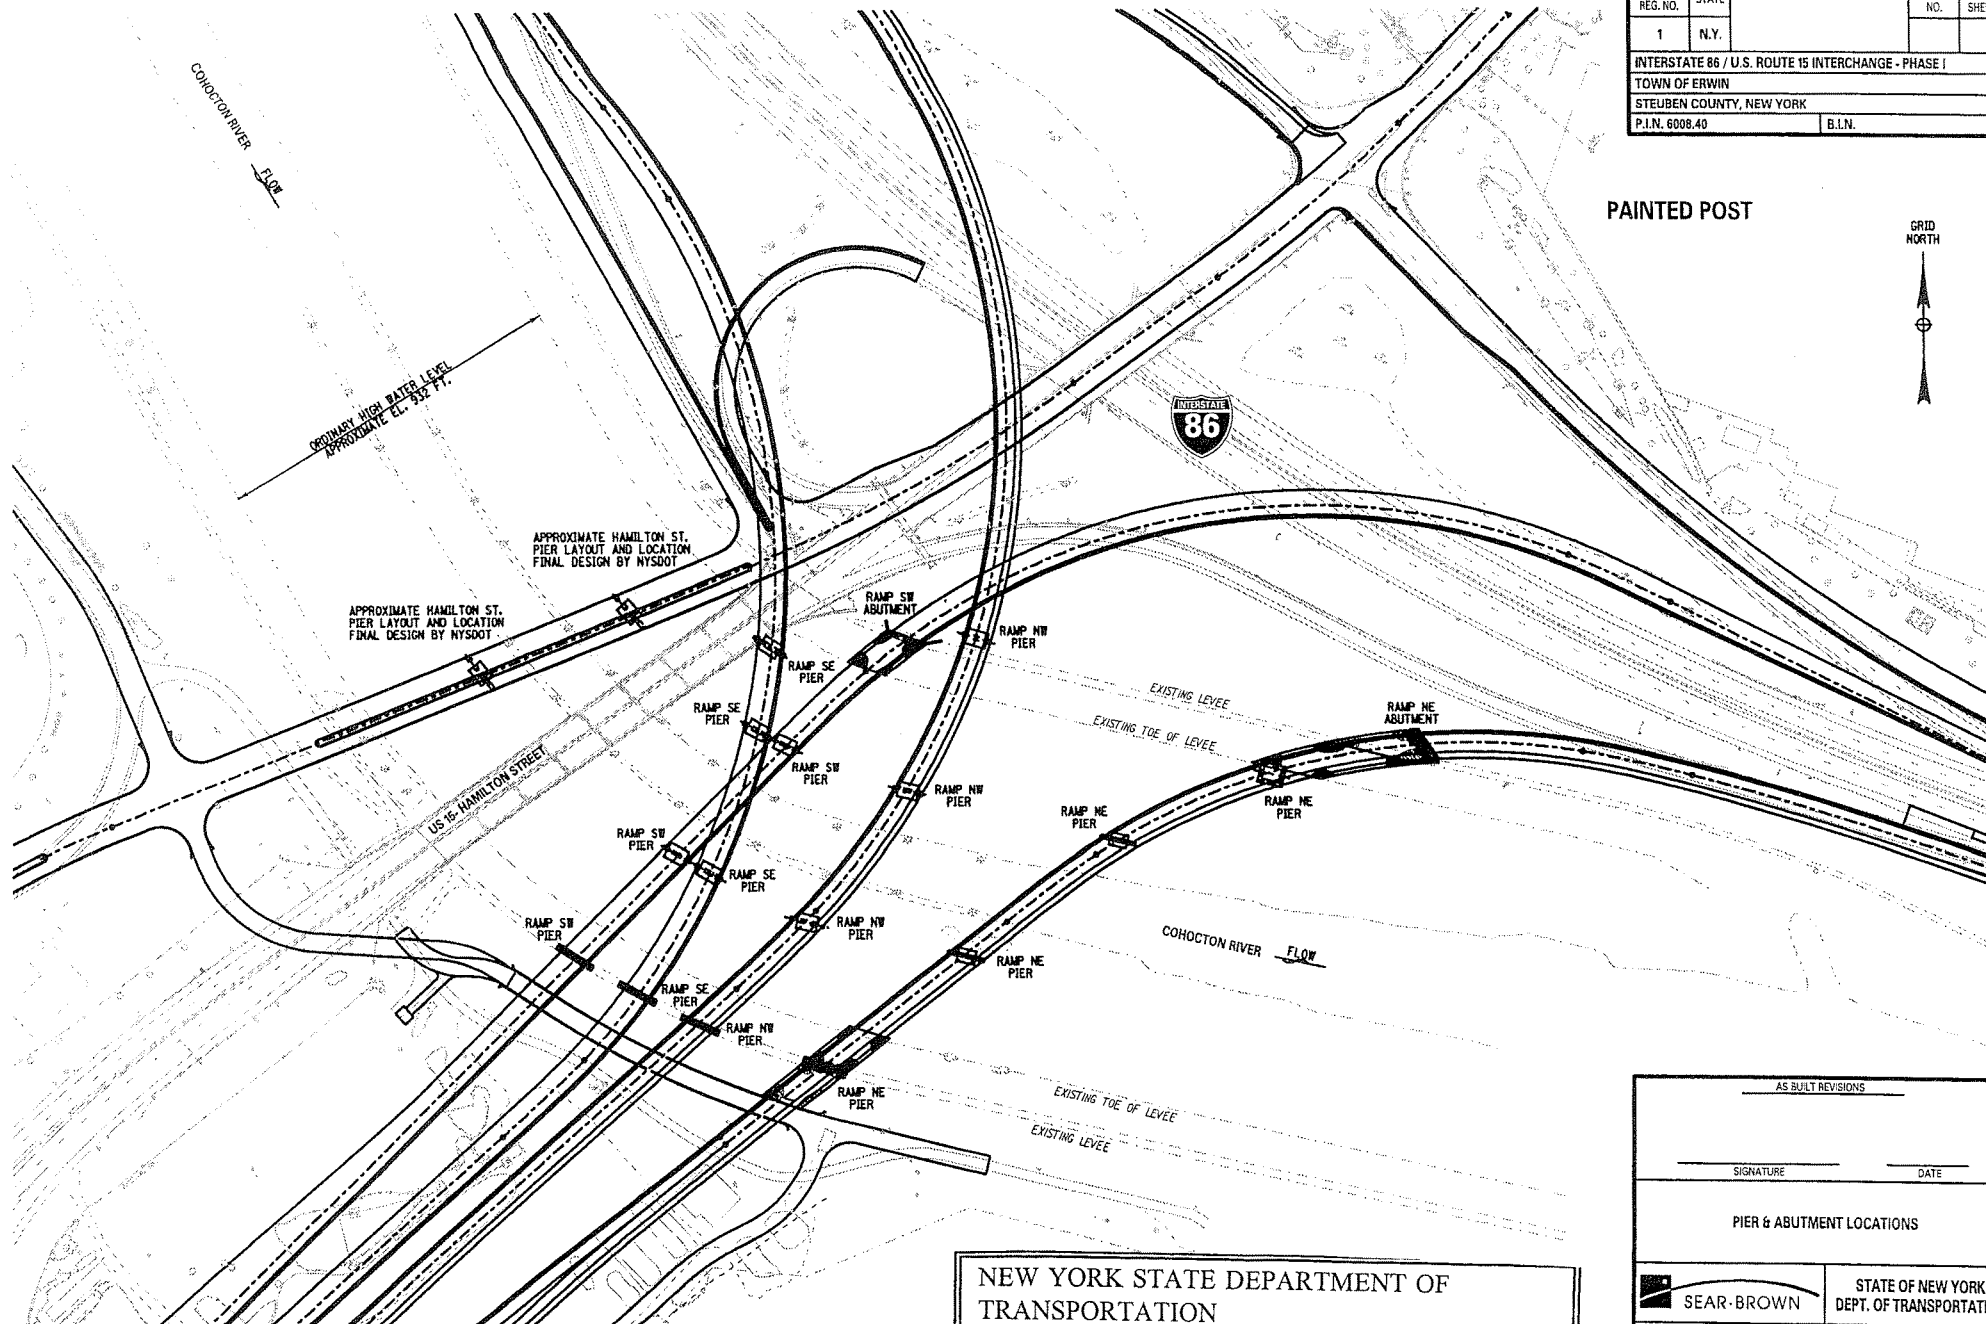 REG. NO.
STATE
NO.
1
N.Y.
INTERSTATE 86 / U.S. ROUTE 15 INTERCHANGE - PHASE I
TOWN OF ERWIN
STEUBEN COUNTY, NEW YORK
P.I.N. 6008.40
B.I.N.
PAINTED POST
GRID
NORTH
COHOCTON RIVER
FLOW
ORDINARY HIGH WATER LEVEL
APPROXIMATE EL. 932 FT.
INTERSTATE
86
APPROXIMATE HAMILTON ST.
PIER LAYOUT AND LOCATION
FINAL DESIGN BY NYSDOT
APPROXIMATE HAMILTON ST.
PIER LAYOUT AND LOCATION
FINAL DESIGN BY NYSDOT
RAMP SW
ABUTMENT
RAMP NW
PIER
RAMP SE
PIER
EXISTING LEVEE
EXISTING TOE OF LEVEE
RAMP SE
PIER
RAMP NE
ABUTMENT
US 15- HAMILTON STREET
RAMP SW
PIER
RAMP NW
PIER
RAMP NE
PIER
RAMP NE
PIER
RAMP SW
PIER
RAMP SE
PIER
RAMP SW
PIER
RAMP NW
PIER
COHOCTON RIVER
FLOW
RAMP NE
PIER
RAMP SE
PIER
RAMP NW
PIER
RAMP NE
PIER
EXISTING TOE OF LEVEE
EXISTING LEVEE
AS BUILT REVISIONS
SIGNATURE
DATE
PIER & ABUTMENT LOCATIONS
SEAR-BROWN
STATE OF NEW YORK
DEPT. OF TRANSPORTATI
NEW YORK STATE DEPARTMENT OF
TRANSPORTATION